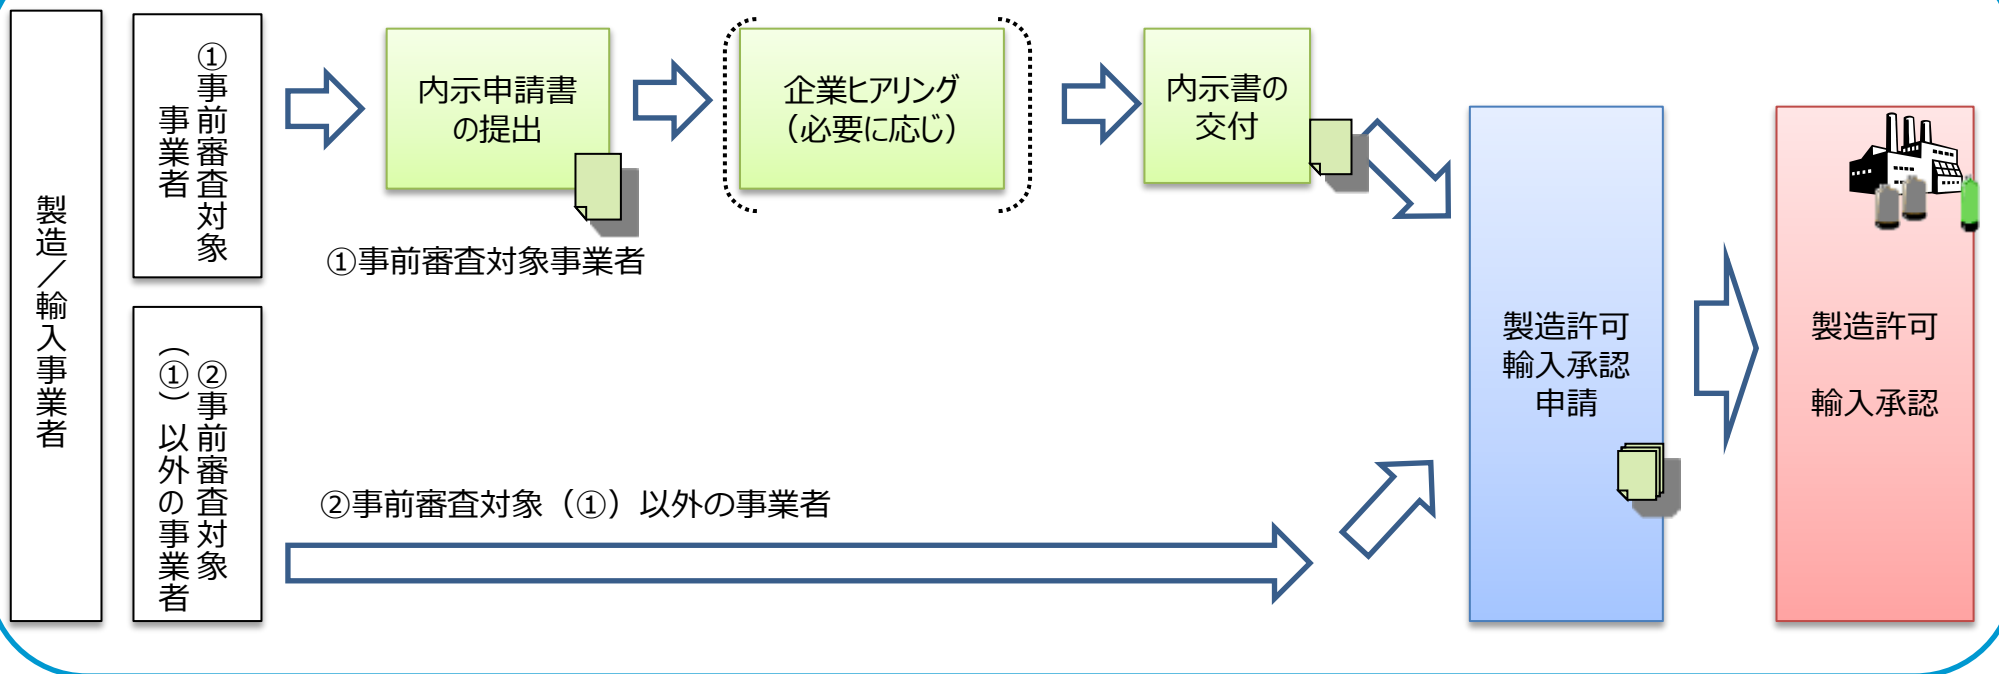 製造／輸入事業者
①事前審査対象
事業者
②事前審査対象
（①）以外の事業者
内示申請書
の提出
企業ヒアリング
（必要に応じ）
内示書の
交付
①事前審査対象事業者
②事前審査対象（①）以外の事業者
製造許可
輸入承認
申請
製造許可
輸入承認